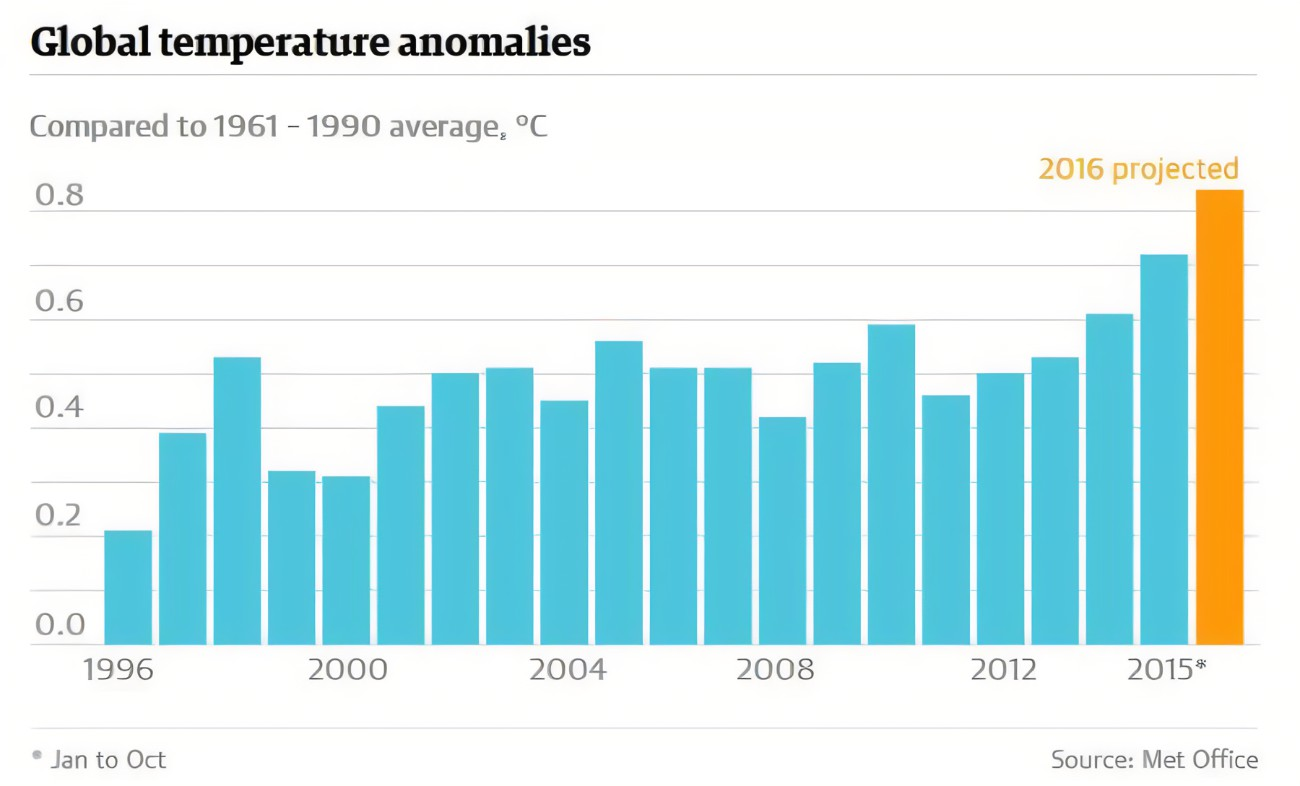 Global temperature anomalies
Compared to 1961 – 1990 average, °C
2016 projected
0.8
0.6
0.4
0.2
0.0
1996 2000 2004 2008 2012 2015*
* Jan to Oct
Source: Met Office